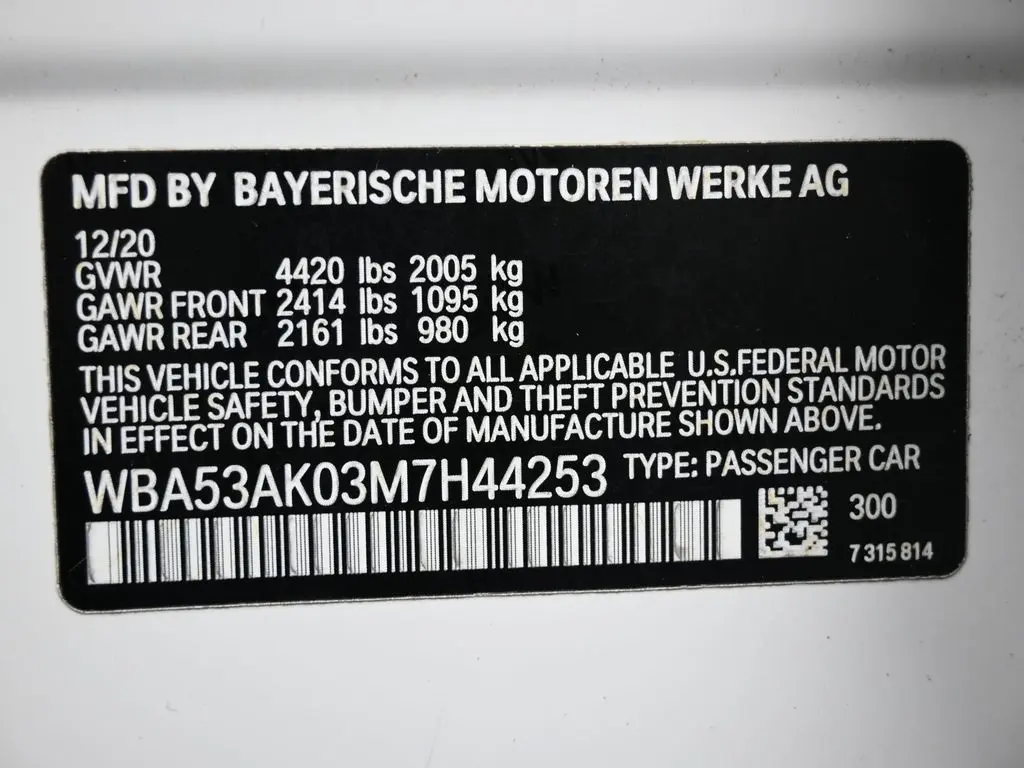 MFD BY BAYERISCHE MOTOREN WERKE AG
12/20
GVWR 4420 lbs 2005 kg
GAWR FRONT 2414 lbs 1095 kg
GAWR REAR 2161 lbs 980 kg
THIS VEHICLE CONFORMS TO ALL APPLICABLE U.S.FEDERAL MOTOR
VEHICLE SAFETY, BUMPER AND THEFT PREVENTION STANDARDS
IN EFFECT ON THE DATE OF MANUFACTURE SHOWN ABOVE.
WBA53AK03M7H44253 TYPE: PASSENGER CAR
300
7 315 814